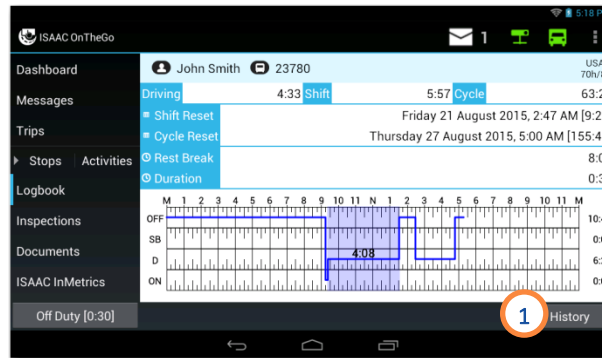 5:18 P
ISAAC OnTheGo
1
Dashboard
Messages
Trips
Stops Activities
Logbook
Inspections
Documents
ISAAC InMetrics
Off Duty [0:30]
John Smith 23780
USA
70h/8
Driving 4:33 Shift 5:57 Cycle 63:2
Shift Reset Friday 21 August 2015, 2:47 AM [9:2
Cycle Reset Thursday 27 August 2015, 5:00 AM [155:4
Rest Break 8:0
Duration 0:3
M 1 2 3 4 5 6 7 8 9 10 11 N 1 2 3 4 5 6 7 8 9 10 11 M
OFF 10:
SB 0:
D 4:08 6:
ON 0:
1 History